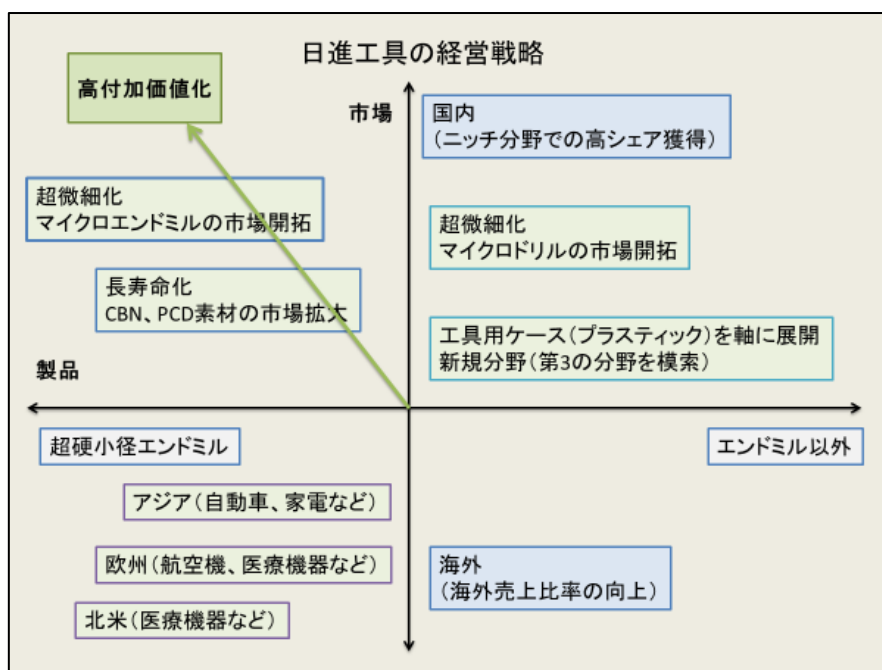 日進工具の経営戦略
高付加価値化
市場
国内
（ニッチ分野での高シェア獲得）
超微細化
マイクロエンドミルの市場開拓
超微細化
マイクロドリルの市場開拓
長寿命化
CBN、PCD素材の市場拡大
工具用ケース（プラスティック）を軸に展開
新規分野（第3の分野を模索）
製品
超硬小径エンドミル
エンドミル以外
アジア（自動車、家電など）
欧州（航空機、医療機器など）
北米（医療機器など）
海外
（海外売上比率の向上）